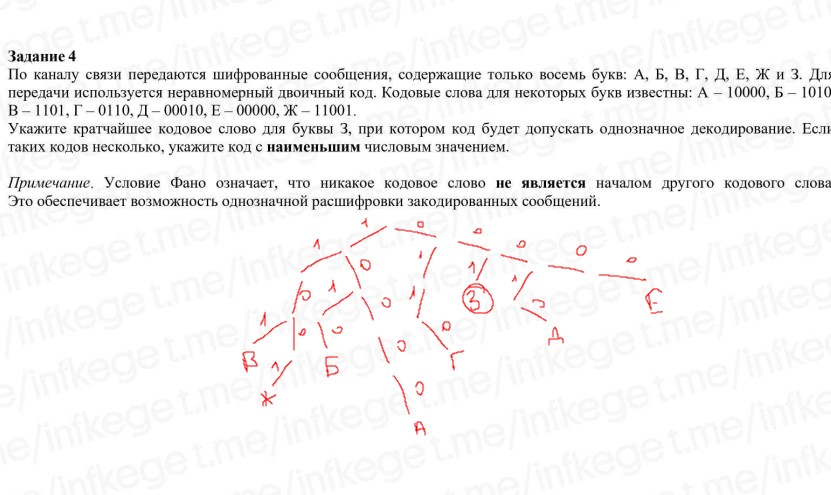 Задание 4
По каналу связи передаются шифрованные сообщения, содержащие только восемь букв: А, Б, В, Г, Д, Е, Ж и З. Для
передачи используется неравномерный двоичный код. Кодовые слова для некоторых букв известны: А – 10000, Б – 1010
В – 1101, Г – 0110, Д – 00010, Е – 00000, Ж – 11001.
Укажите кратчайшее кодовое слово для буквы З, при котором код будет допускать однозначное декодирование. Если
таких кодов несколько, укажите код с наименьшим числовым значением.
Примечание. Условие Фано означает, что никакое кодовое слово не является началом другого кодового слова
Это обеспечивает возможность однозначной расшифровки закодированных сообщений.
1 0 0
1 0 0 0
0 1 1 1
0 1 0 1 З 0 Е
1 0 0 0 0 Д
В 1 Б 0 Г
Ж 0
А
t.me/infkege